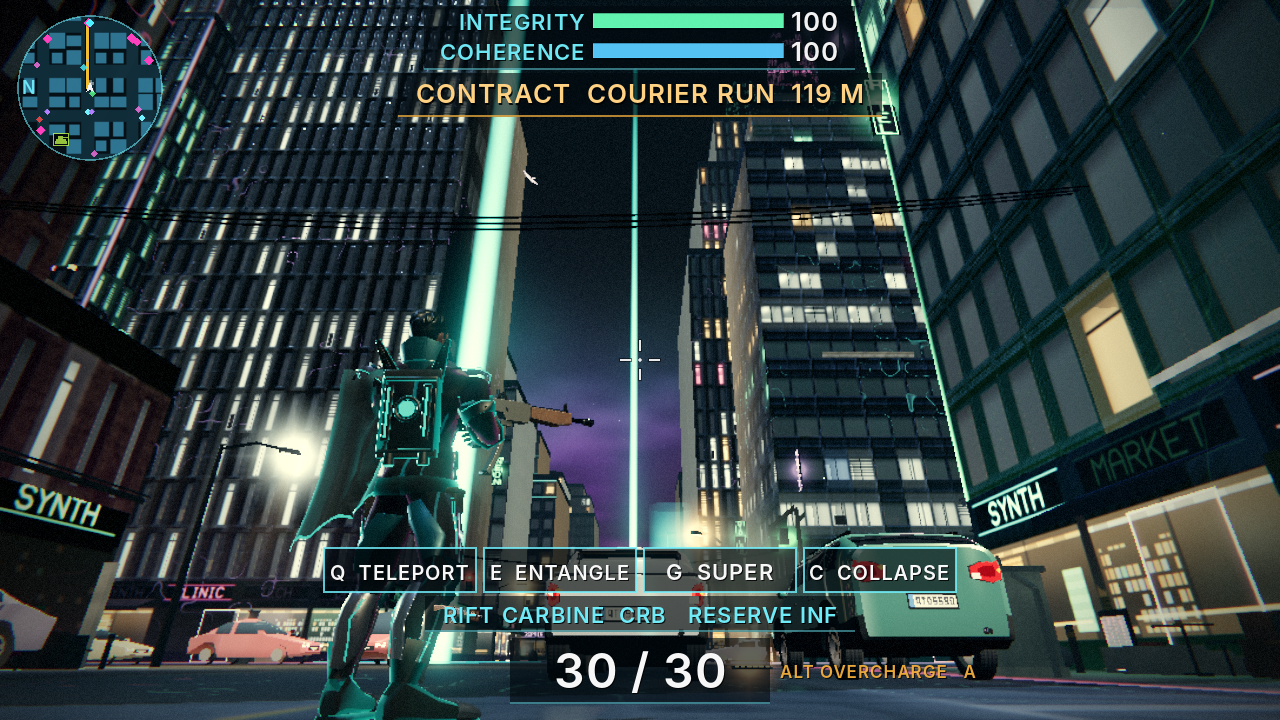 INTEGRITY 100
COHERENCE 100
CONTRACT COURIER RUN 119 M
N
SYNTH
MARKET
SYNTH
LINIC
Q TELEPORT
E ENTANGLE
G SUPER
C COLLAPSE
RIFT CARBINE CRB RESERVE INF
30 / 30
ALT OVERCHARGE A